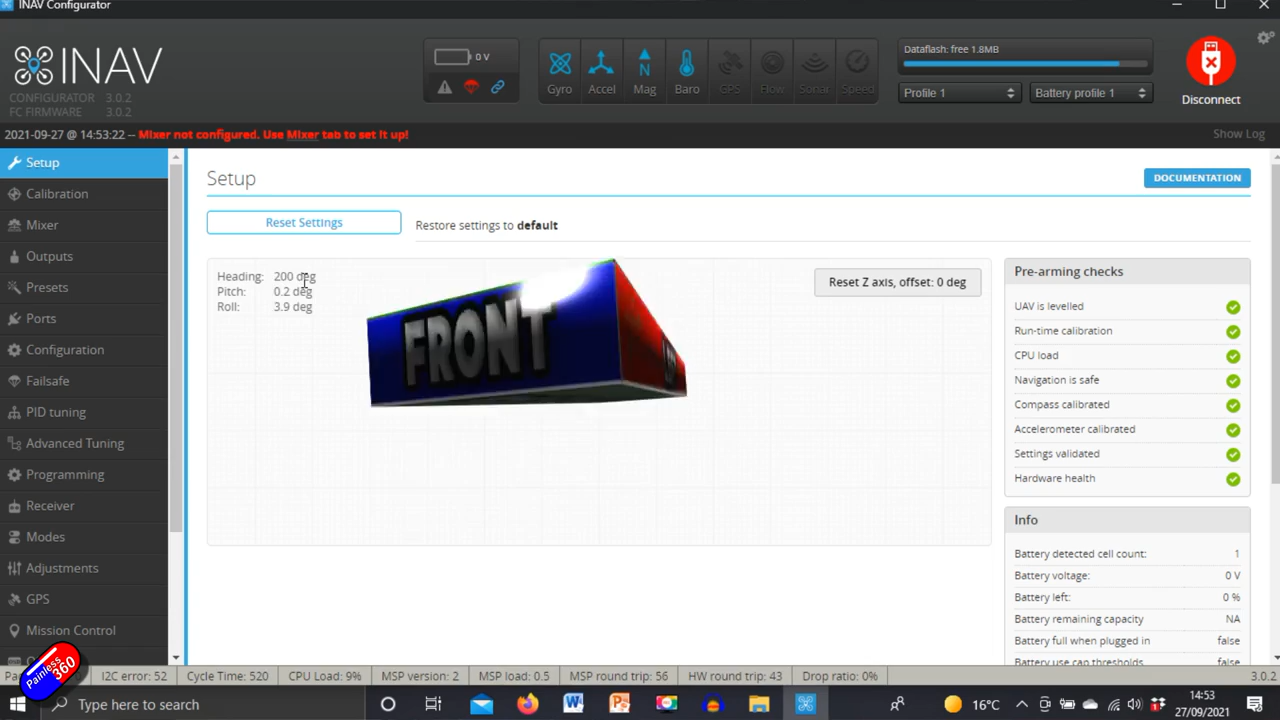 INAV Configurator
INAV
CONFIGURATOR 3.0.2
FC FIRMWARE 3.0.2
0 V
Gyro
Accel
Mag
Baro
GPS
Flow
Sonar
Speed
Dataflash: free 1.8MB
Profile 1
Battery profile 1
Disconnect
2021-09-27 @ 14:53:22 -- Mixer not configured. Use Mixer tab to set it up!
Show Log
Setup
Calibration
Mixer
Outputs
Presets
Ports
Configuration
Failsafe
PID tuning
Advanced Tuning
Programming
Receiver
Modes
Adjustments
GPS
Mission Control
Setup
DOCUMENTATION
Reset Settings
Restore settings to default
Heading: 200 deg
Pitch: 0.2 deg
Roll: 3.9 deg
FRONT
Reset Z axis, offset: 0 deg
Pre-arming checks
UAV is levelled
Run-time calibration
CPU load
Navigation is safe
Compass calibrated
Accelerometer calibrated
Settings validated
Hardware health
Info
Battery detected cell count: 1
Battery voltage: 0 V
Battery left: 0 %
Battery remaining capacity NA
Battery full when plugged in false
Battery use cap thresholds false
Painless360
I2C error: 52
Cycle Time: 520
CPU Load: 9%
MSP version: 2
MSP load: 0.5
MSP round trip: 56
HW round trip: 43
Drop ratio: 0%
3.0.2
Type here to search
16°C
14:53
27/09/2021